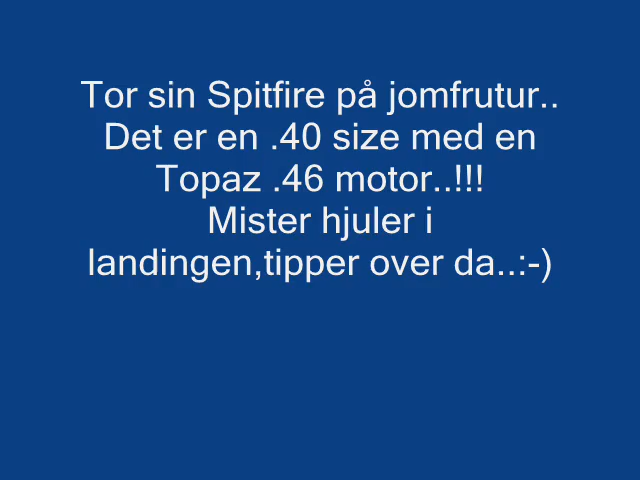 Tor sin Spitfire på jomfrutur..
Det er en .40 size med en
Topaz .46 motor..!!!
Mister hjuler i
landingen,tipper over da..:-)